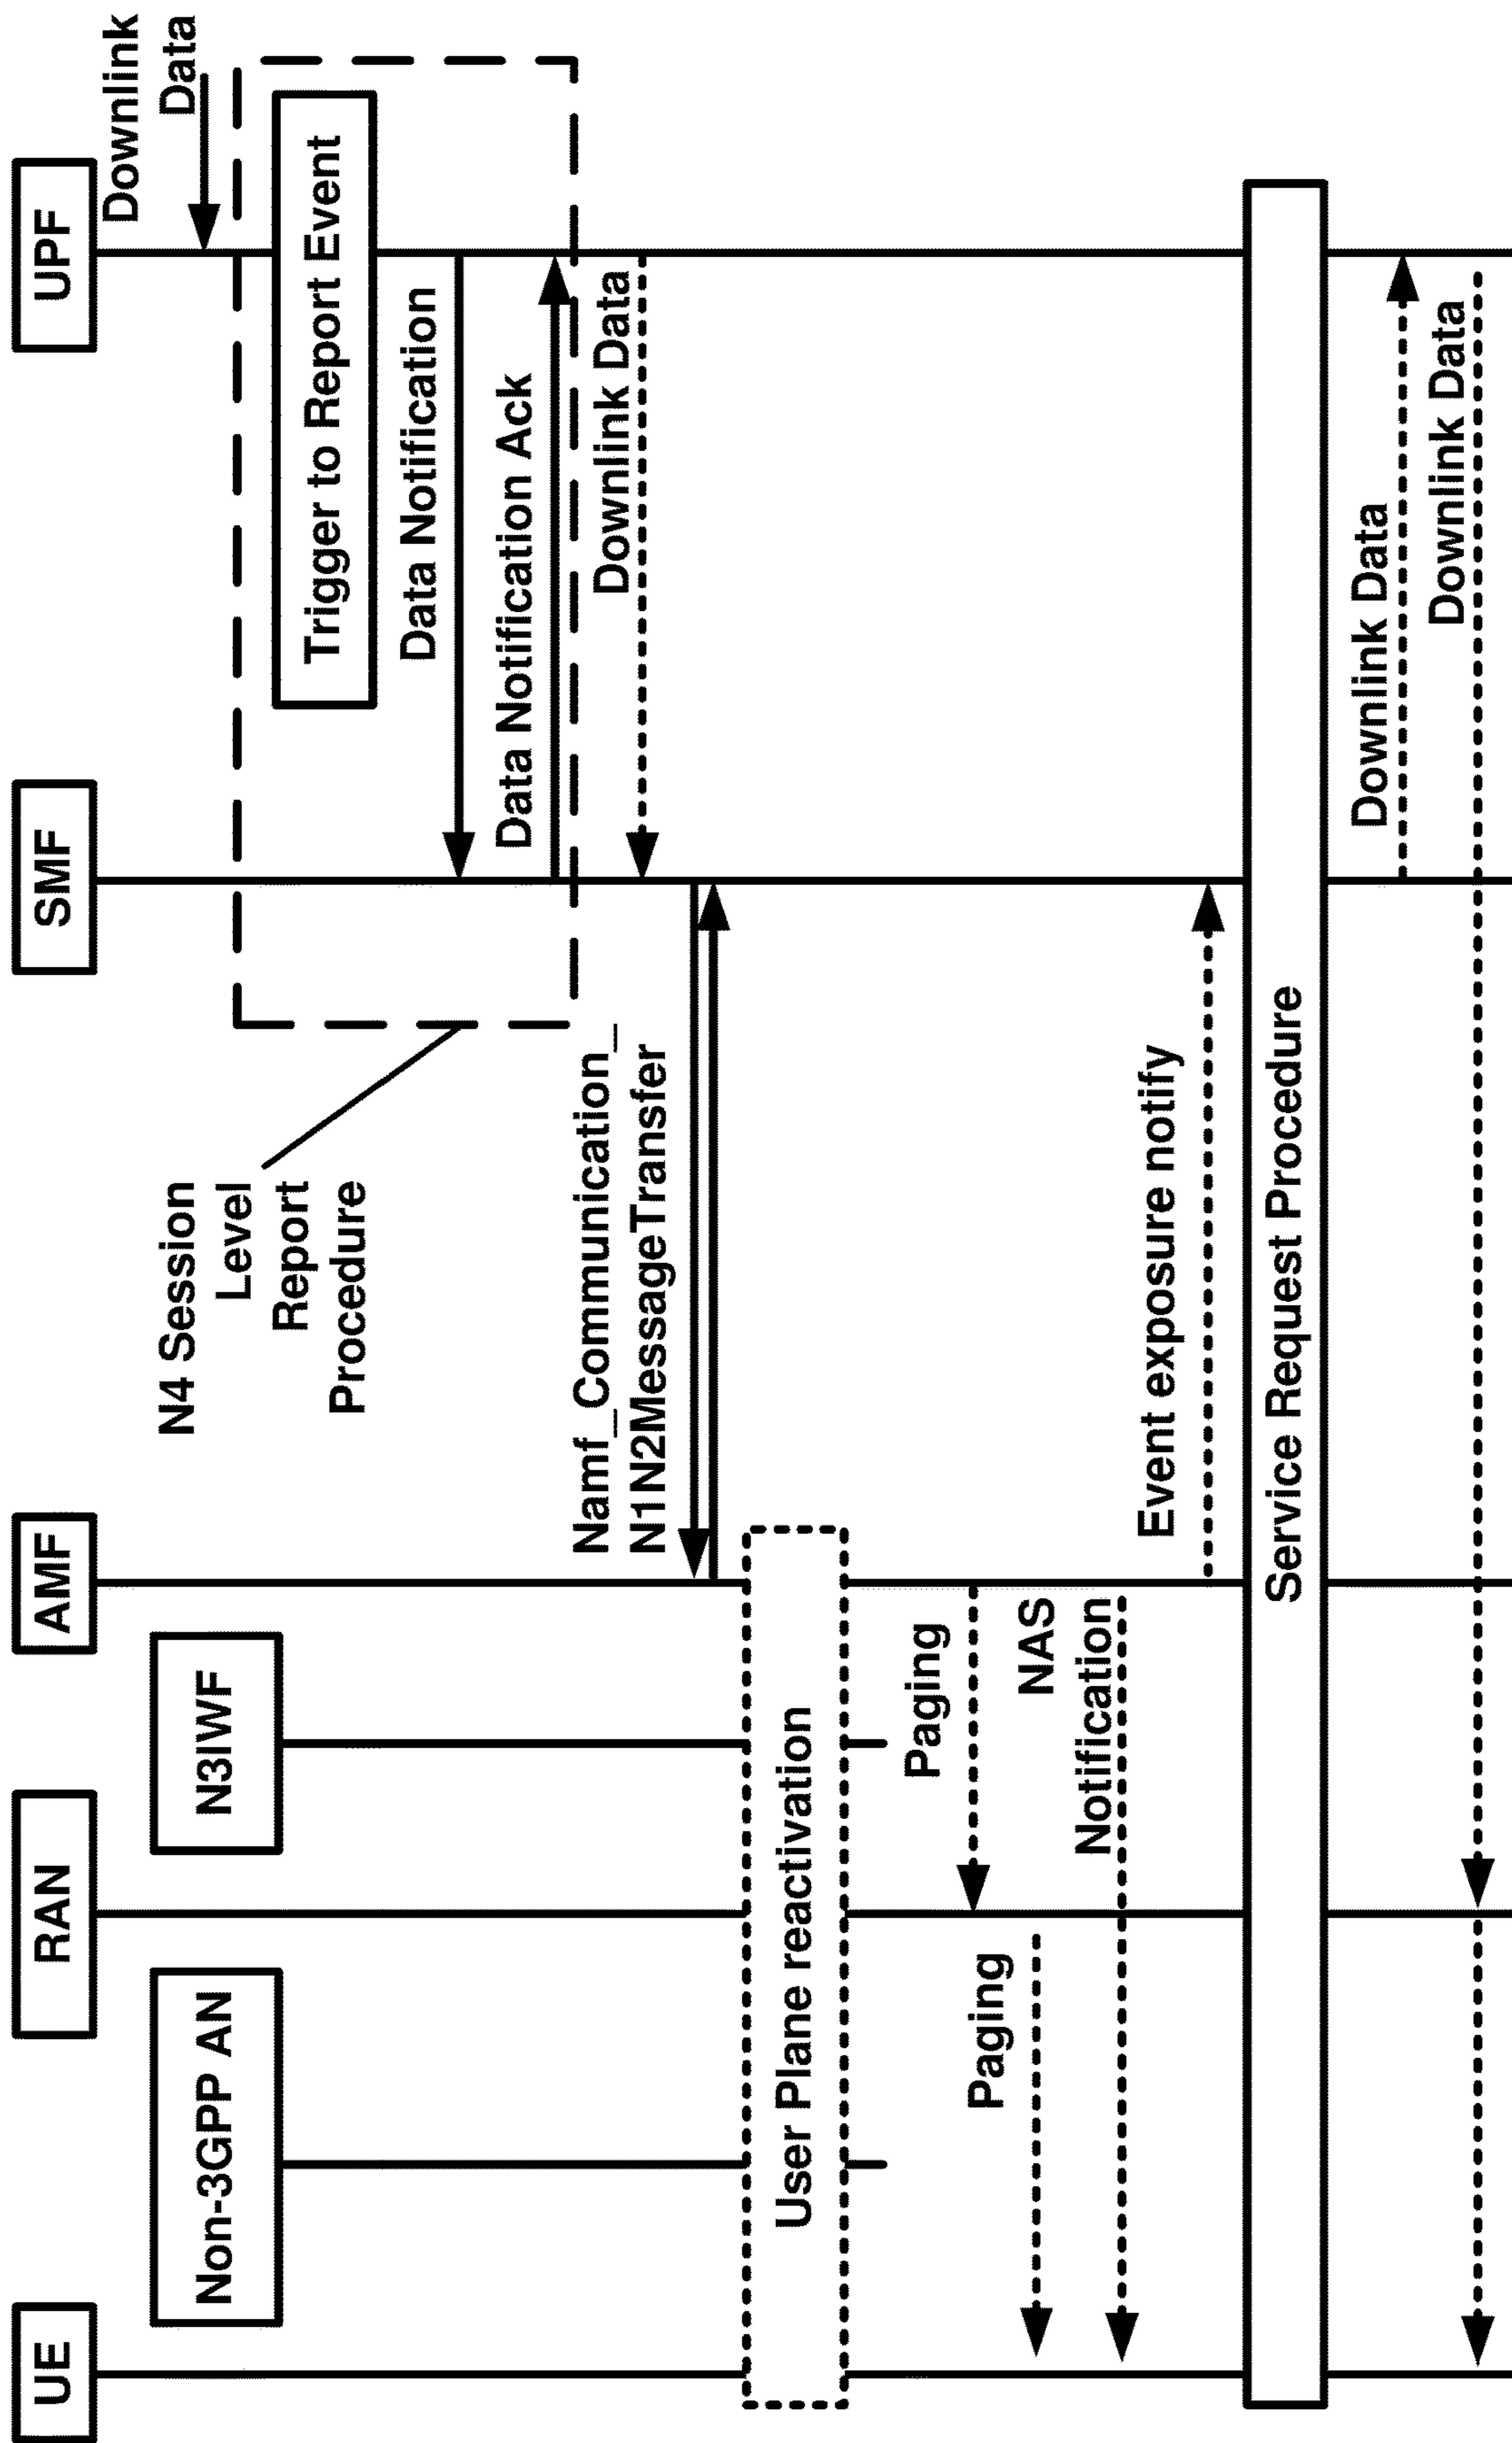 UE
Non-3GPP AN
RAN
N3IWF
AMF
SMF
UPF
Downlink
Data
N4 Session
Level
Report
Procedure
Trigger to Report Event
Data Notification
Data Notification Ack
Downlink Data
Namf_Communication_
N1N2MessageTransfer
User Plane reactivation
Paging
Paging
NAS
Notification
Event exposure notify
Service Request Procedure
Downlink Data
Downlink Data